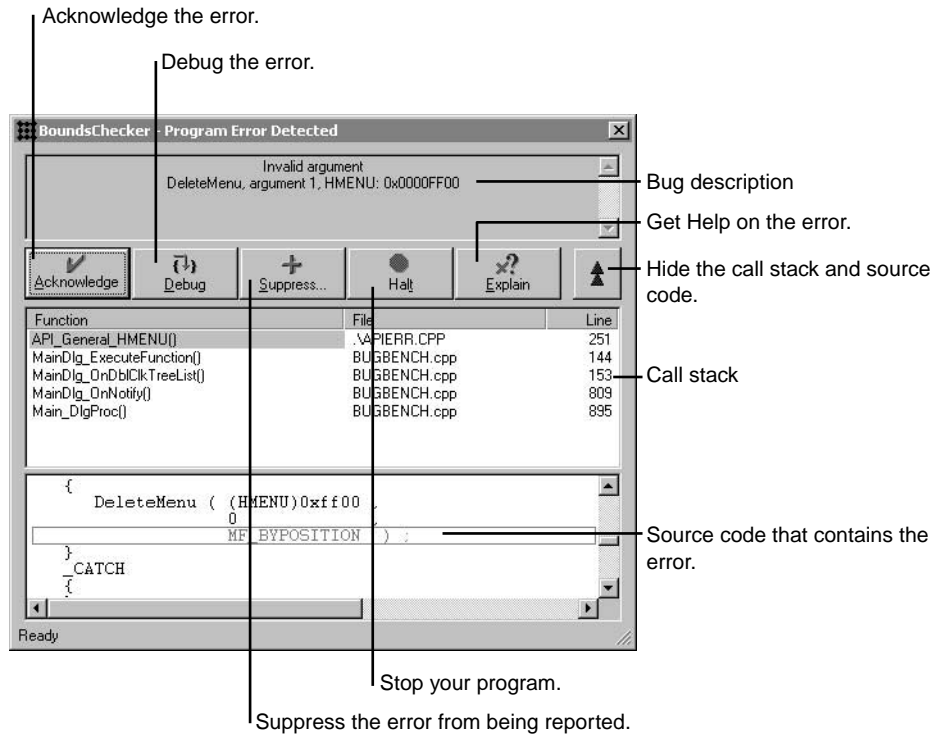 Acknowledge the error.
Debug the error.
BoundsChecker - Program Error Detected
Invalid argument
DeleteMenu, argument 1, HMENU: 0x0000FF00
Bug description
Get Help on the error.
Acknowledge
Debug
Suppress...
Halt
Explain
Hide the call stack and source
code.
Function File Line
API_General_HMENU() .\APIERR.CPP 251
MainDlg_ExecuteFunction() BUGBENCH.cpp 144
MainDlg_OnDblClkTreeList() BUGBENCH.cpp 153
MainDlg_OnNotify() BUGBENCH.cpp 809
Main_DlgProc() BUGBENCH.cpp 895
Call stack
{
DeleteMenu ( (HMENU)0xff00 ,
0 ,
MF_BYPOSITION ) ;
}
_CATCH
{
Source code that contains the
error.
Ready
Stop your program.
Suppress the error from being reported.